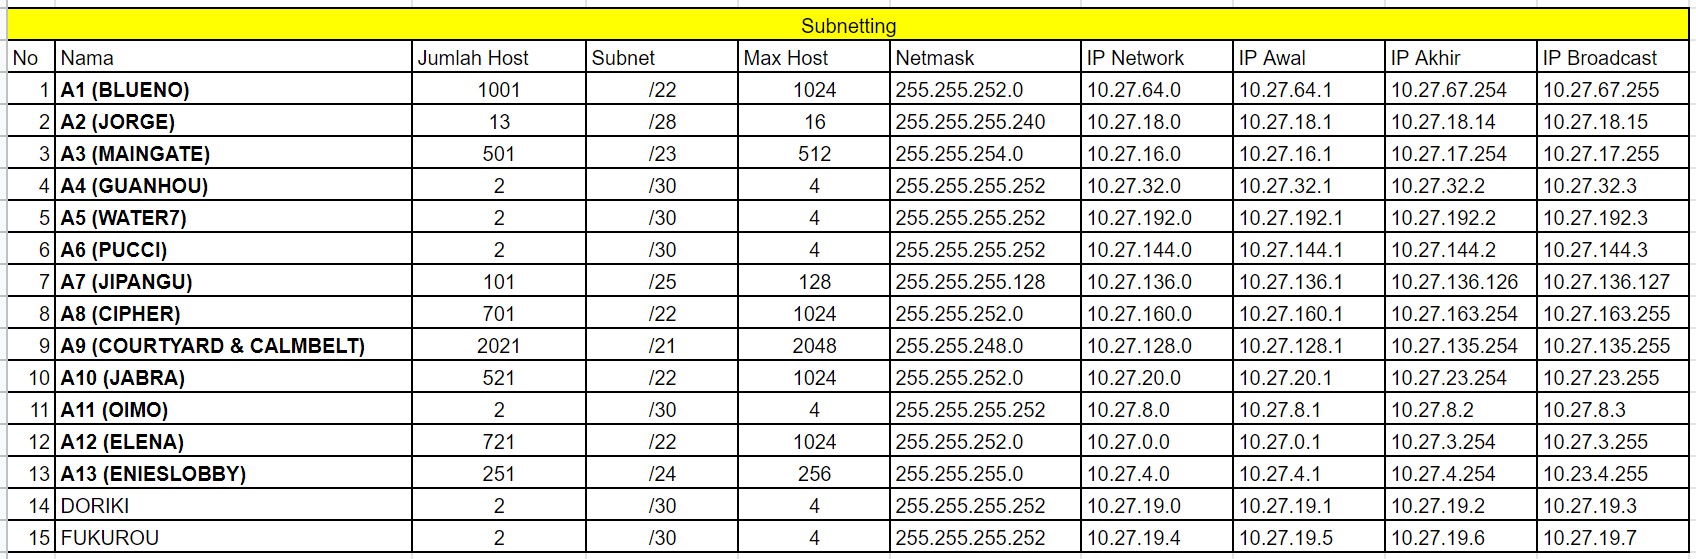 Subnetting
No Nama Jumlah Host Subnet Max Host Netmask IP Network IP Awal IP Akhir IP Broadcast
1 A1 (BLUENO) 1001 /22 1024 255.255.252.0 10.27.64.0 10.27.64.1 10.27.67.254 10.27.67.255
2 A2 (JORGE) 13 /28 16 255.255.255.240 10.27.18.0 10.27.18.1 10.27.18.14 10.27.18.15
3 A3 (MAINGATE) 501 /23 512 255.255.254.0 10.27.16.0 10.27.16.1 10.27.17.254 10.27.17.255
4 A4 (GUANHOU) 2 /30 4 255.255.255.252 10.27.32.0 10.27.32.1 10.27.32.2 10.27.32.3
5 A5 (WATER7) 2 /30 4 255.255.255.252 10.27.192.0 10.27.192.1 10.27.192.2 10.27.192.3
6 A6 (PUCCI) 2 /30 4 255.255.255.252 10.27.144.0 10.27.144.1 10.27.144.2 10.27.144.3
7 A7 (JIPANGU) 101 /25 128 255.255.255.128 10.27.136.0 10.27.136.1 10.27.136.126 10.27.136.127
8 A8 (CIPHER) 701 /22 1024 255.255.252.0 10.27.160.0 10.27.160.1 10.27.163.254 10.27.163.255
9 A9 (COURTYARD & CALMBELT) 2021 /21 2048 255.255.248.0 10.27.128.0 10.27.128.1 10.27.135.254 10.27.135.255
10 A10 (JABRA) 521 /22 1024 255.255.252.0 10.27.20.0 10.27.20.1 10.27.23.254 10.27.23.255
11 A11 (OIMO) 2 /30 4 255.255.255.252 10.27.8.0 10.27.8.1 10.27.8.2 10.27.8.3
12 A12 (ELENA) 721 /22 1024 255.255.252.0 10.27.0.0 10.27.0.1 10.27.3.254 10.27.3.255
13 A13 (ENIESLOBBY) 251 /24 256 255.255.255.0 10.27.4.0 10.27.4.1 10.27.4.254 10.23.4.255
14 DORIKI 2 /30 4 255.255.255.252 10.27.19.0 10.27.19.1 10.27.19.2 10.27.19.3
15 FUKUROU 2 /30 4 255.255.255.252 10.27.19.4 10.27.19.5 10.27.19.6 10.27.19.7